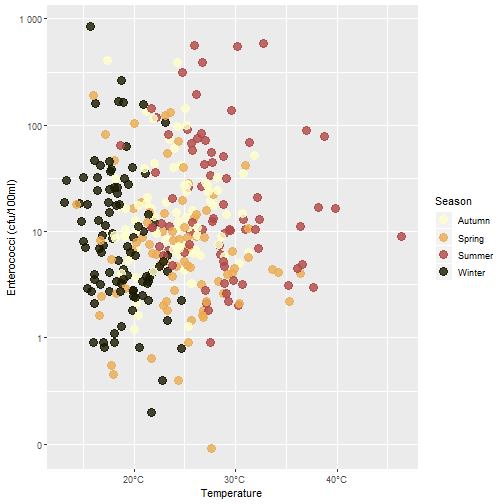 1 000
100
10
1
0
Enterococci (cfu/100ml)
20°C
30°C
40°C
Temperature
Season
Autumn
Spring
Summer
Winter